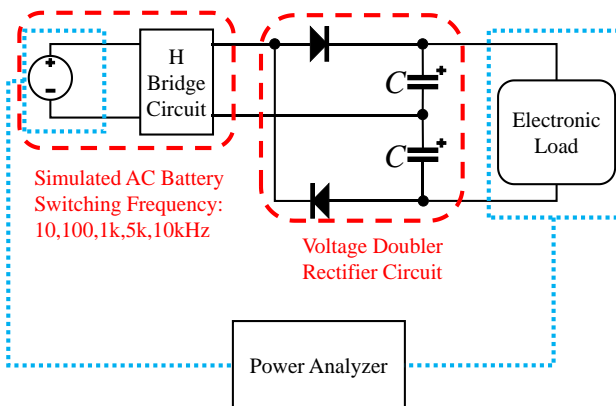 H
Bridge
Circuit
+
-
C
+
C
+
Electronic
Load
Simulated AC Battery
Switching Frequency:
10,100,1k,5k,10kHz
Voltage Doubler
Rectifier Circuit
Power Analyzer